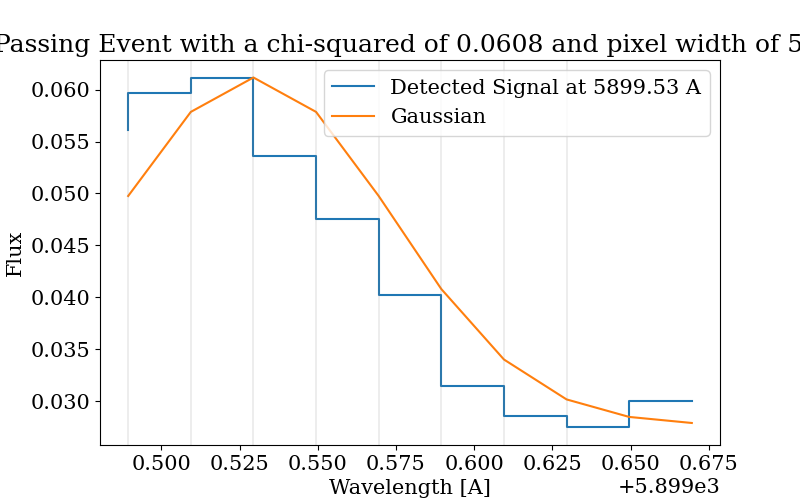 Passing Event with a chi-squared of 0.0608 and pixel width of 5
Detected Signal at 5899.53 A
Gaussian
Flux
0.060
0.055
0.050
0.045
0.040
0.035
0.030
0.500 0.525 0.550 0.575 0.600 0.625 0.650 0.675
Wavelength [A]
+5.899e3